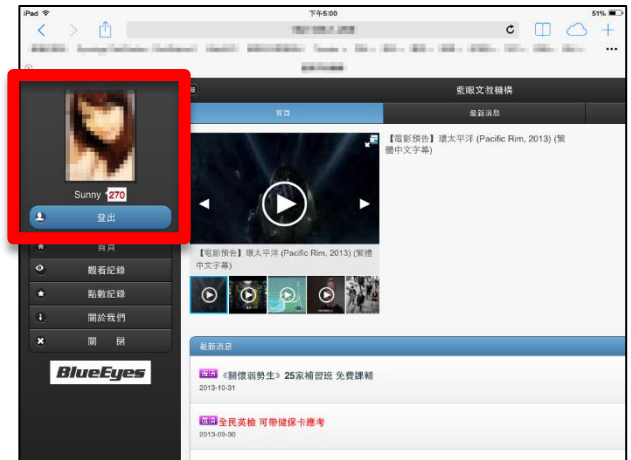 iPad
下午5:00
51%
藍眼文教機構
首頁
最新消息
【電影預告】環太平洋 (Pacific Rim, 2013) (繁
體中文字幕)
Sunny 270
登出
首頁
觀看記錄
點數記錄
關於我們
關 閉
BlueEyes
【電影預告】環太平洋 (Pacific Rim, 2013) (繁體
中文字幕)
最新消息
《關懷弱勢生》25家補習班 免費課輔
2013-10-31
全民英檢 可帶健保卡應考
2013-09-30